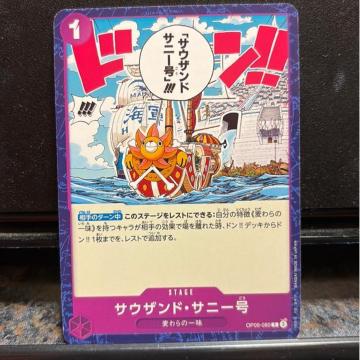 1
ドン!!
「サウザンド
サニー号」!!!
!!!
海軍
相手のターン中 このステージをレストにできる:自分の特徴《麦わらの
一味》を持つキャラが相手の効果で場を離れた時、ドン!!デッキからド
ン!!1枚までを、レストで追加する。
STAGE
サウザンド・サニー号
麦わらの一味